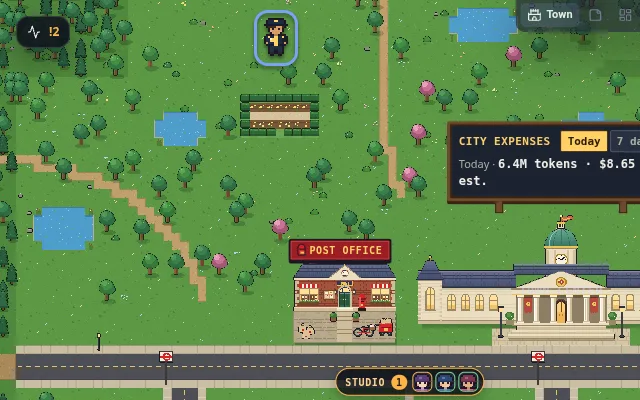 !2
Town
CITY EXPENSES Today 7 da
Today · 6.4M tokens · $8.65
est.
POST OFFICE
STUDIO 1